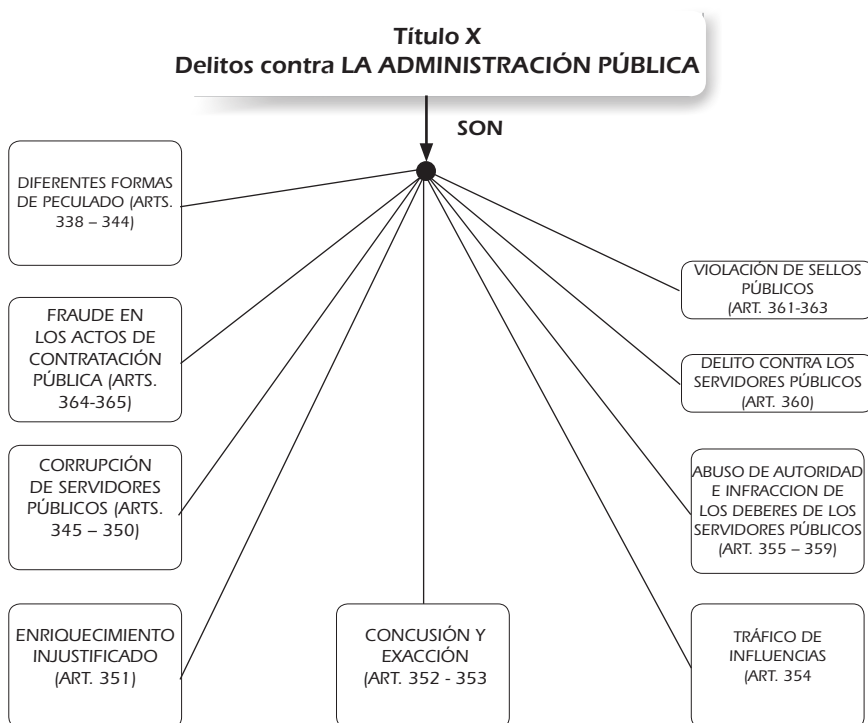 Título X
Delitos contra LA ADMINISTRACIÓN PÚBLICA
SON
DIFERENTES FORMAS
DE PECULADO (ARTS.
338 – 344)
FRAUDE EN
LOS ACTOS DE
CONTRATACIÓN
PÚBLICA (ARTS.
364-365)
CORRUPCIÓN
DE SERVIDORES
PÚBLICOS (ARTS.
345 – 350)
ENRIQUECIMIENTO
INJUSTIFICADO
(ART. 351)
CONCUSIÓN Y
EXACCIÓN
(ART. 352 - 353
VIOLACIÓN DE SELLOS
PÚBLICOS
(ART. 361-363
DELITO CONTRA LOS
SERVIDORES PÚBLICOS
(ART. 360)
ABUSO DE AUTORIDAD
E INFRACCION DE
LOS DEBERES DE LOS
SERVIDORES PÚBLICOS
(ART. 355 – 359)
TRÁFICO DE
INFLUENCIAS
(ART. 354